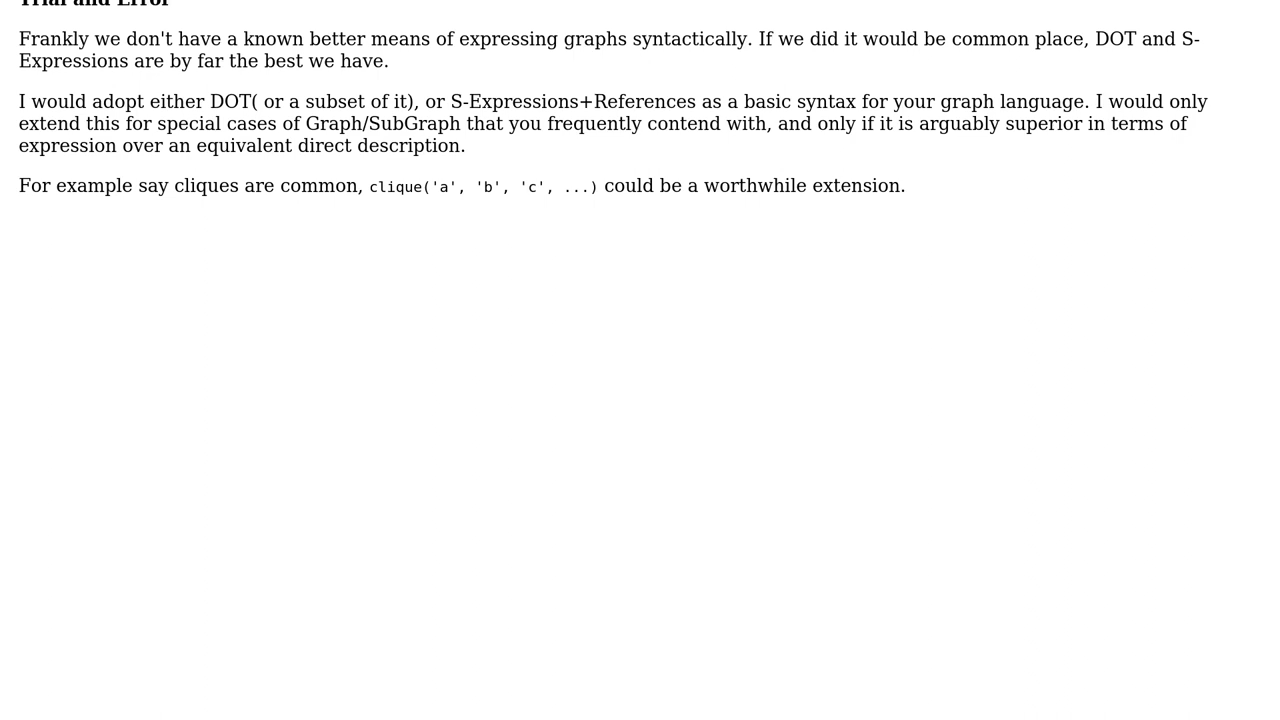 Trial and Error
Frankly we don't have a known better means of expressing graphs syntactically. If we did it would be common place, DOT and S-
Expressions are by far the best we have.
I would adopt either DOT( or a subset of it), or S-Expressions+References as a basic syntax for your graph language. I would only
extend this for special cases of Graph/SubGraph that you frequently contend with, and only if it is arguably superior in terms of
expression over an equivalent direct description.
For example say cliques are common, clique('a', 'b', 'c', ...) could be a worthwhile extension.